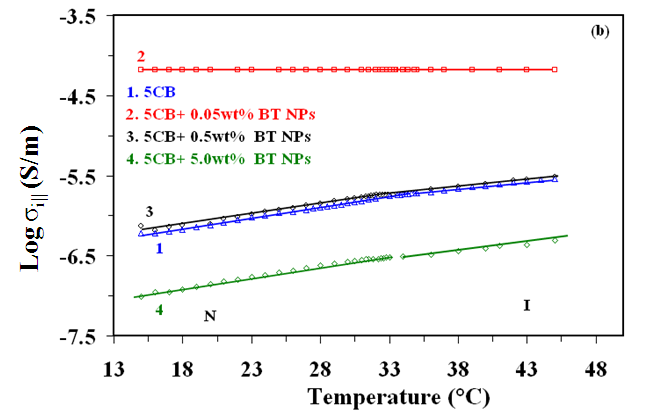 -3.5
(b)
2
-4.5
1. 5CB
2. 5CB+ 0.05wt% BT NPs
3. 5CB+ 0.5wt% BT NPs
4. 5CB+ 5.0wt% BT NPs
-5.5
3
1
-6.5
4
N
I
-7.5
13 18 23 28 33 38 43 48
Temperature (°C)
Log σi|| (S/m)